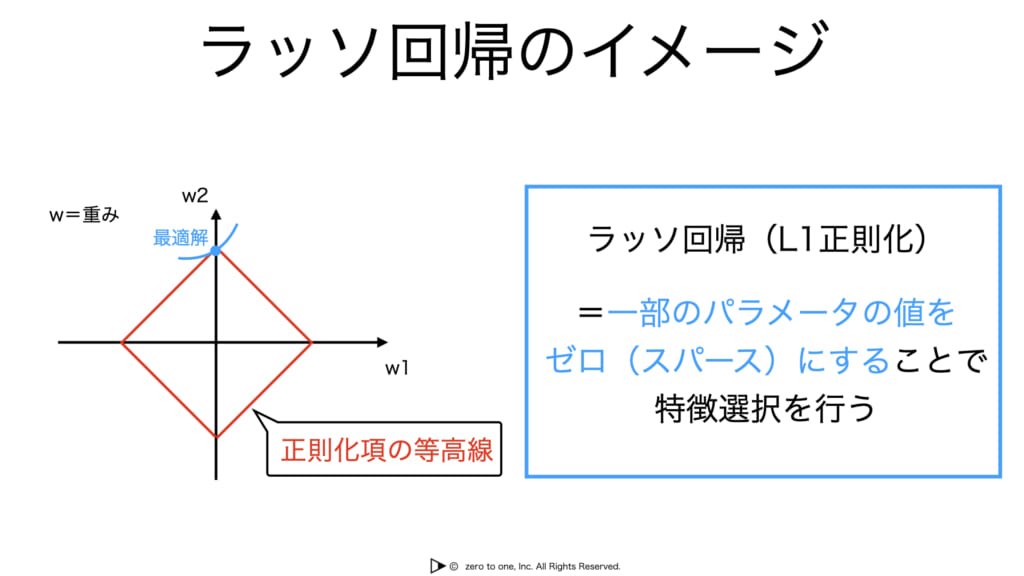 ラッソ回帰のイメージ
w2
w＝重み
最適解
w1
正則化項の等高線
ラッソ回帰（L1正則化）
＝一部のパラメータの値を
ゼロ（スパース）にすることで
特徴選択を行う
© zero to one, Inc. All Rights Reserved.